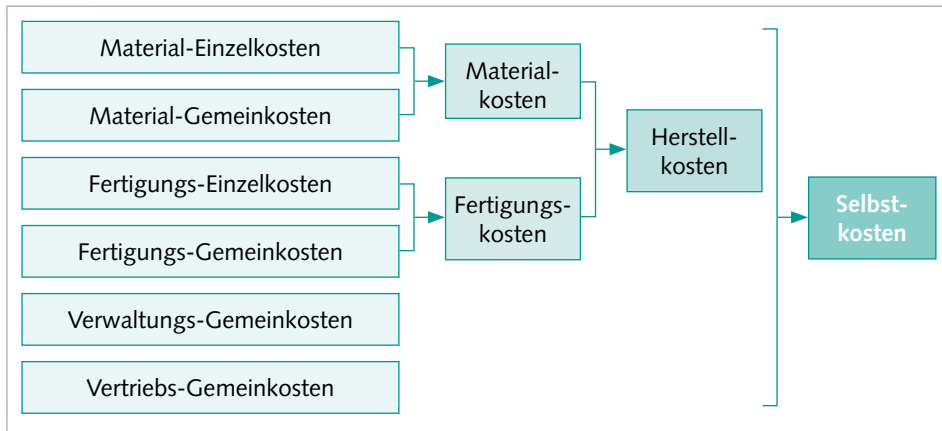 Material-Einzelkosten
Material-Gemeinkosten
Fertigungs-Einzelkosten
Fertigungs-Gemeinkosten
Verwaltungs-Gemeinkosten
Vertriebs-Gemeinkosten
Material-
kosten
Fertigungs-
kosten
Herstell-
kosten
Selbst-
kosten